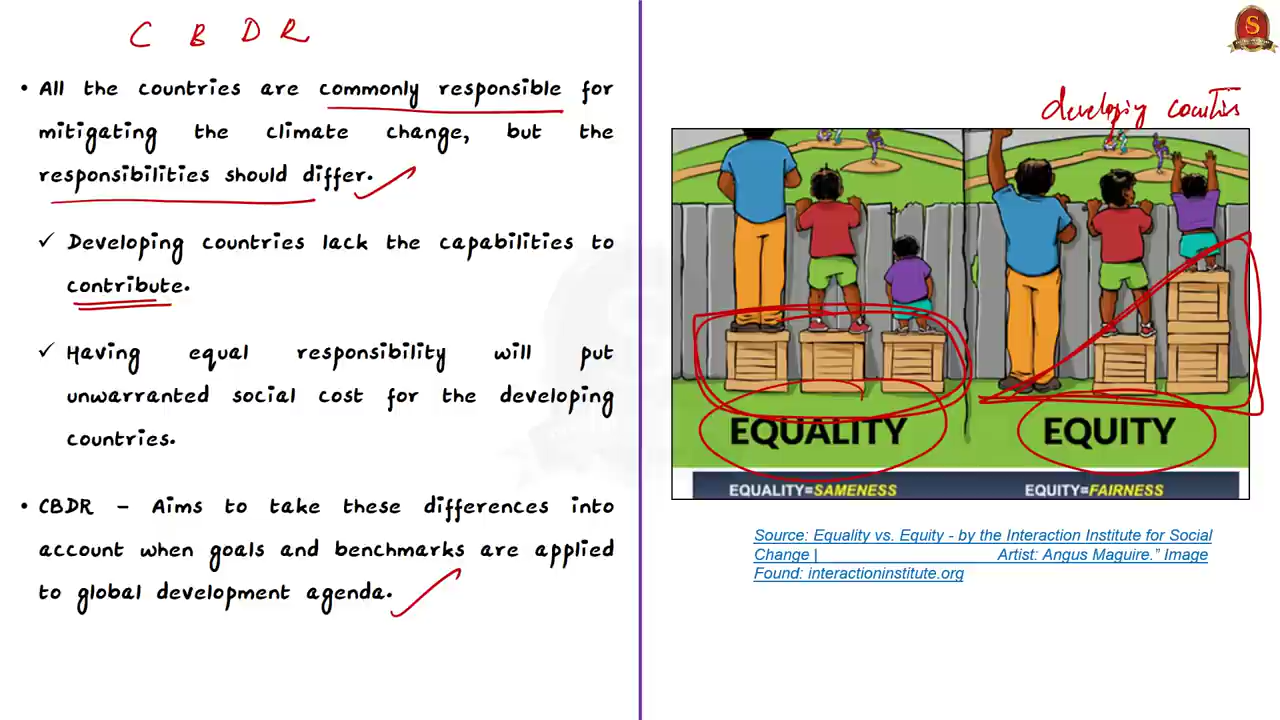 C B D R
• All the countries are commonly responsible for
mitigating the climate change, but the
responsibilities should differ.
✓ Developing countries lack the capabilities to
contribute.
✓ Having equal responsibility will put
unwarranted social cost for the developing
countries.
• CBDR – Aims to take these differences into
account when goals and benchmarks are applied
to global development agenda.
S
developing countries
EQUALITY
EQUITY
EQUALITY=SAMENESS
EQUITY=FAIRNESS
Source: Equality vs. Equity - by the Interaction Institute for Social
Change | Artist: Angus Maguire.” Image
Found: interactioninstitute.org